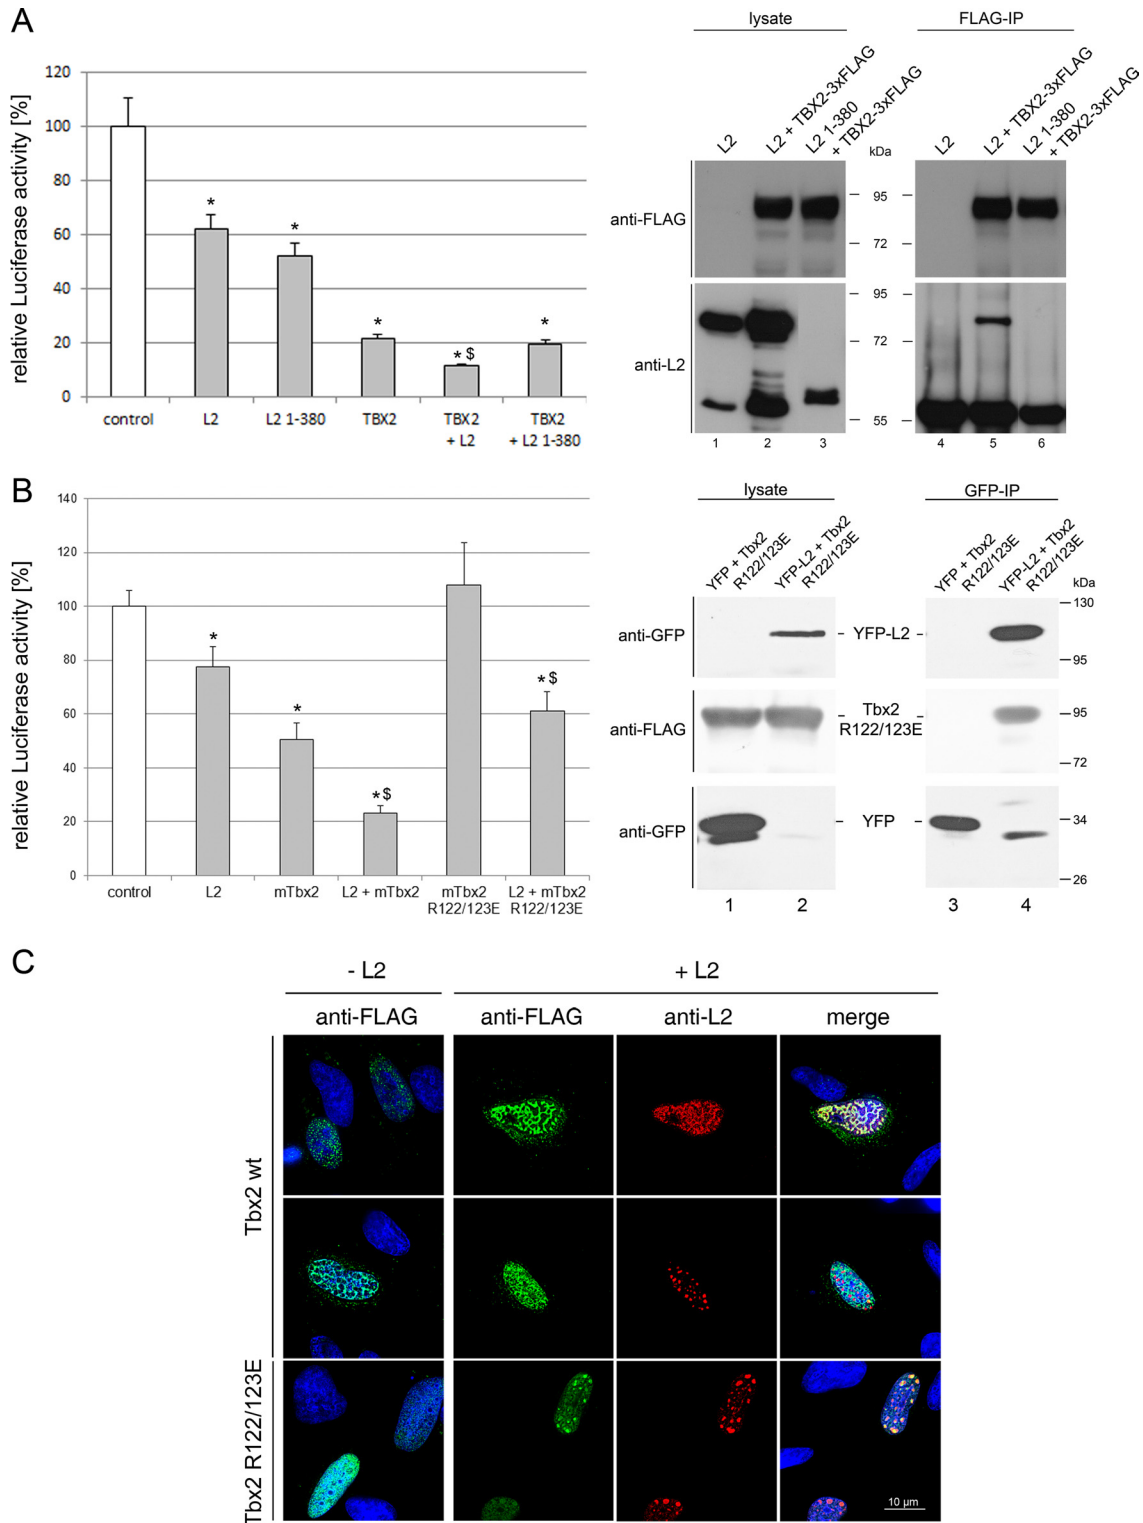 A
relative Luciferase activity [%]
120
100
80
60
40
20
0
*
*
*
* $
*
control
L2
L2 1-380
TBX2
TBX2
+ L2
TBX2
+ L2 1-380
lysate
FLAG-IP
L2
L2 + TBX2-3xFLAG
L2 1-380
+ TBX2-3xFLAG
kDa
L2
L2 + TBX2-3xFLAG
L2 1-380
+ TBX2-3xFLAG
anti-FLAG
95
72
anti-L2
95
72
55
1
2
3
4
5
6
B
relative Luciferase activity [%]
140
120
100
80
60
40
20
0
*
*
* $
* $
control
L2
mTbx2
L2 + mTbx2
mTbx2
R122/123E
L2 + mTbx2
R122/123E
lysate
GFP-IP
YFP + Tbx2
R122/123E
YFP-L2 + Tbx2
R122/123E
YFP + Tbx2
R122/123E
YFP-L2 + Tbx2
R122/123E
kDa
anti-GFP
YFP-L2
130
95
anti-FLAG
Tbx2
R122/123E
95
72
anti-GFP
YFP
34
26
1
2
3
4
C
- L2
+ L2
anti-FLAG
anti-FLAG
anti-L2
merge
Tbx2 wt
Tbx2 R122/123E
10 µm